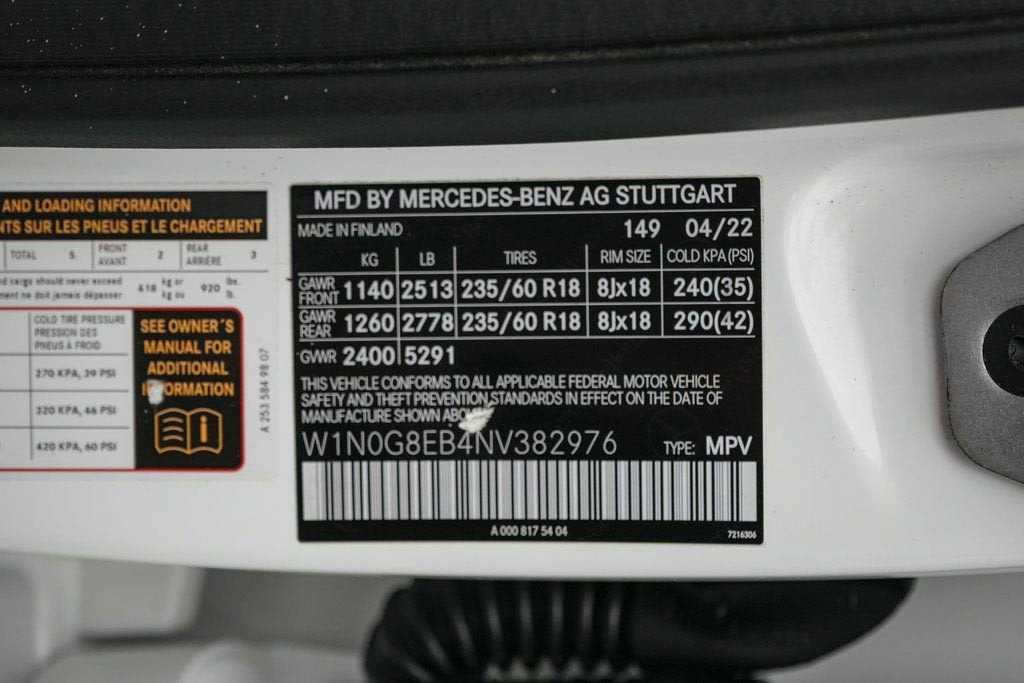 AND LOADING INFORMATION
NTS SUR LES PNEUS ET LE CHARGEMENT
TOTAL 5 FRONT AVANT 2 REAR ARRIÈRE 3
d cargo should never exceed 418 kg or 920 lbs.
ment ne doit jamais dépasser kg ou lb.
COLD TIRE PRESSURE
PRESSION DES
PNEUS À FROID
270 KPA, 39 PSI
320 KPA, 46 PSI
420 KPA, 60 PSI
SEE OWNER'S
MANUAL FOR
ADDITIONAL
INFORMATION
A 253 584 98 07
MFD BY MERCEDES-BENZ AG STUTTGART
MADE IN FINLAND 149 04/22
KG LB TIRES RIM SIZE COLD KPA (PSI)
GAWR FRONT 1140 2513 235/60 R18 8Jx18 240(35)
GAWR REAR 1260 2778 235/60 R18 8Jx18 290(42)
GWR 2400 5291
THIS VEHICLE CONFORMS TO ALL APPLICABLE FEDERAL MOTOR VEHICLE
SAFETY AND THEFT PREVENTION STANDARDS IN EFFECT ON THE DATE OF
MANUFACTURE SHOWN ABOVE
W1N0G8EB4NV382976 TYPE: MPV
A 000 817 54 04
7216306